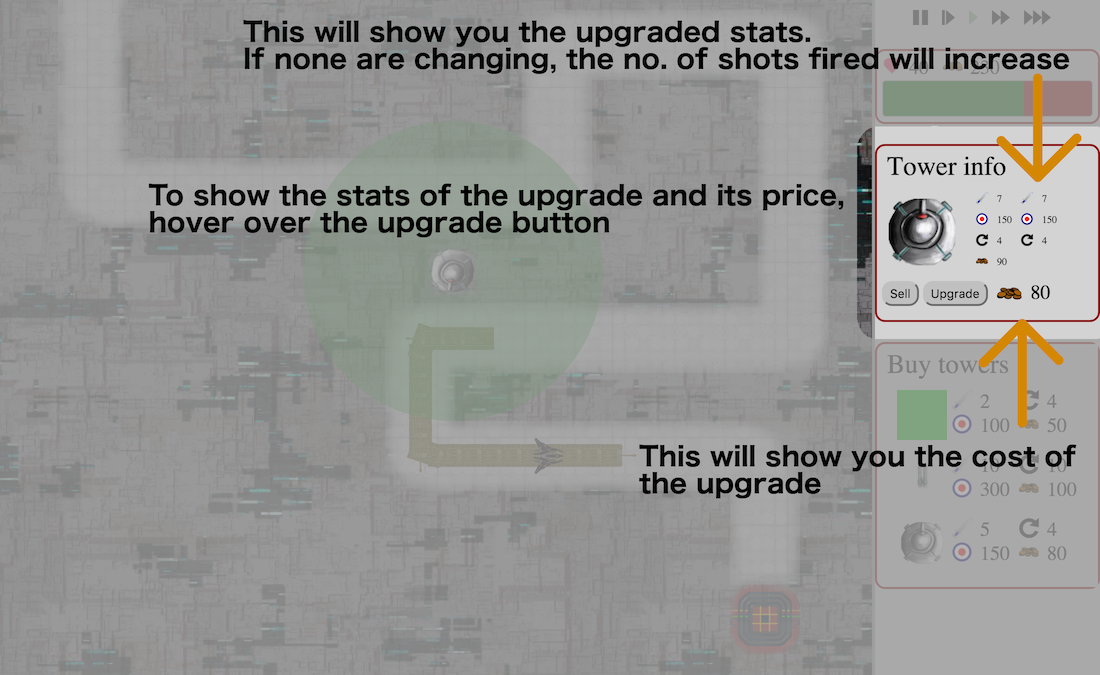 This will show you the upgraded stats.
If none are changing, the no. of shots fired will increase
250
To show the stats of the upgrade and its price,
hover over the upgrade button
Tower info
7 7
150 150
4 4
90
Sell Upgrade 80
Buy towers
2 4
100 50
This will show you the cost of
the upgrade
300 100
5 4
150 80